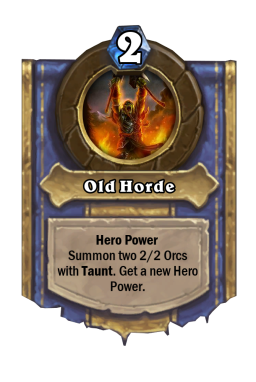 2
Old Horde
Hero Power
Summon two 2/2 Orcs
with Taunt. Get a new Hero
Power.